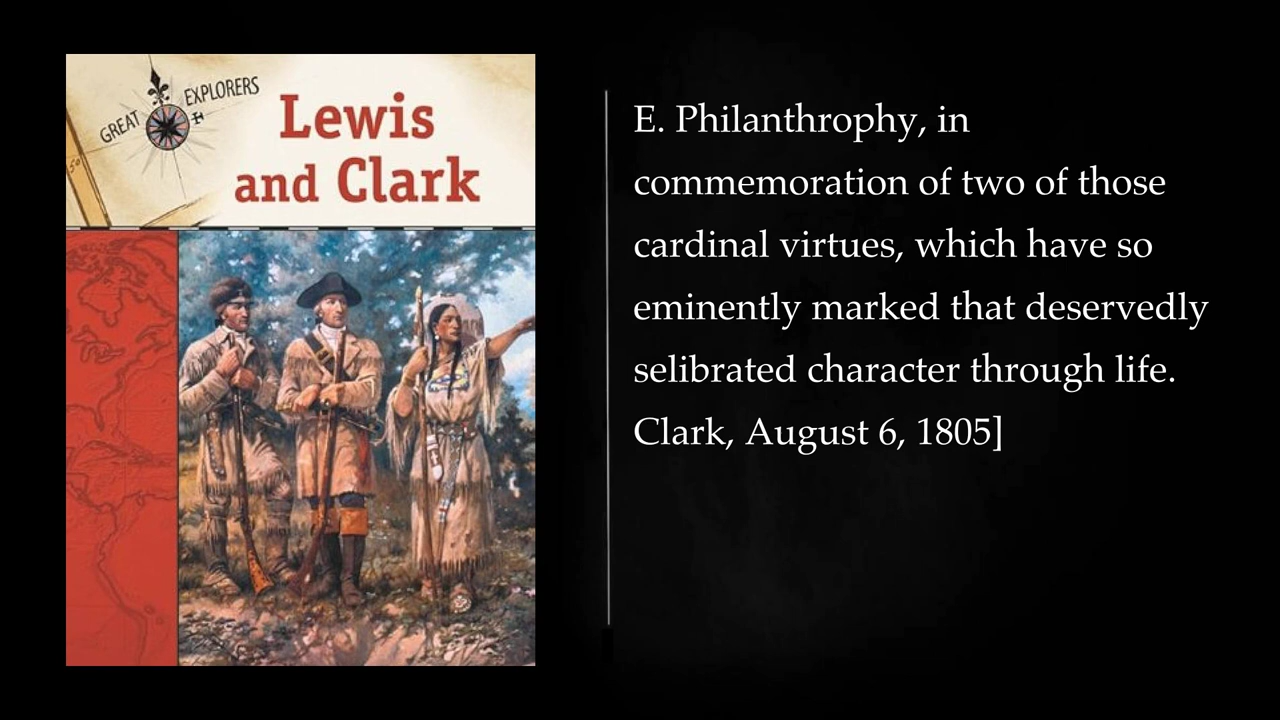 GREAT EXPLORERS
Lewis
and Clark
50
E. Philanthrophy, in
commemoration of two of those
cardinal virtues, which have so
eminently marked that deservedly
selibrated character through life.
Clark, August 6, 1805]